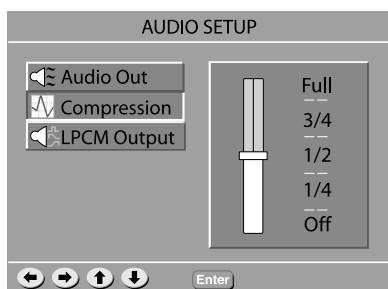 AUDIO SETUP
Audio Out
Compression
LPCM Output
Full
3/4
1/2
1/4
Off
Enter